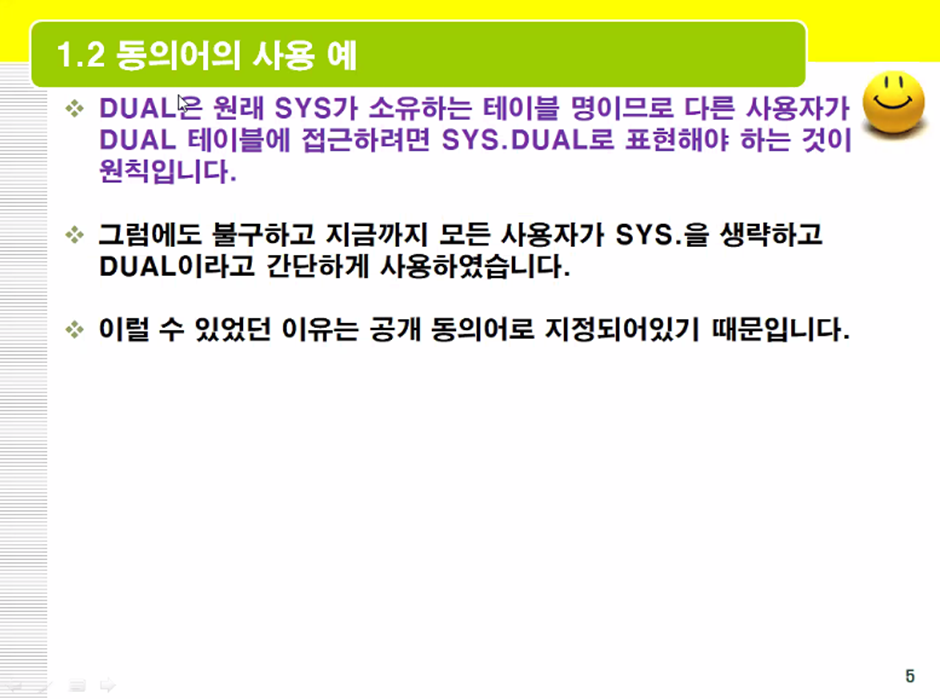 1.2 동의어의 사용 예
DUAL은 원래 SYS가 소유하는 테이블 명이므로 다른 사용자가
DUAL 테이블에 접근하려면 SYS.DUAL로 표현해야 하는 것이
원칙입니다.
그럼에도 불구하고 지금까지 모든 사용자가 SYS.을 생략하고
DUAL이라고 간단하게 사용하였습니다.
이럴 수 있었던 이유는 공개 동의어로 지정되어있기 때문입니다.
5